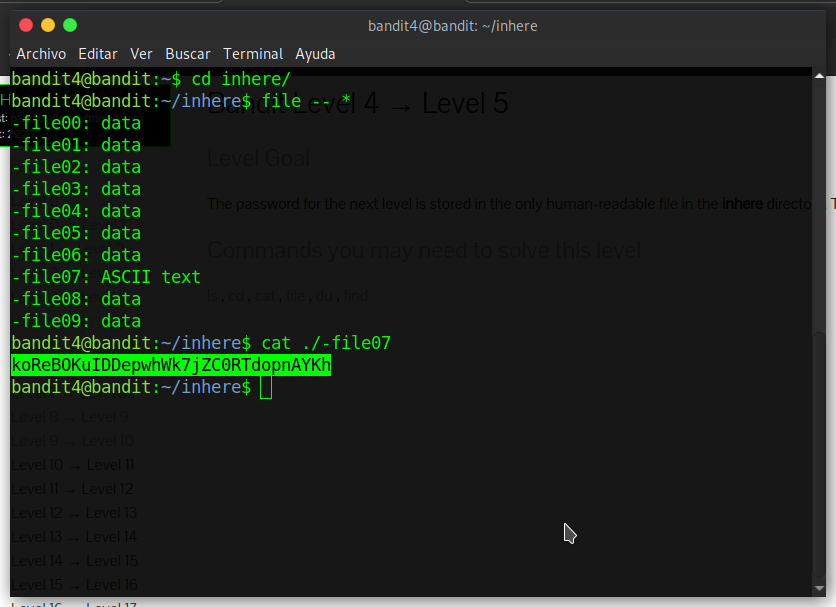 bandit4@bandit: ~/inhere
Archivo Editar Ver Buscar Terminal Ayuda
bandit4@bandit:~$ cd inhere/
bandit4@bandit:~/inhere$ file -- *
-file00: data
-file01: data
-file02: data
-file03: data
-file04: data
-file05: data
-file06: data
-file07: ASCII text
-file08: data
-file09: data
bandit4@bandit:~/inhere$ cat ./-file07
koReBOKuIDDepwhWk7jZC0RTdopnAYKh
bandit4@bandit:~/inhere$
Bandit Level 4 → Level 5
Level Goal
The password for the next level is stored in the only human-readable file in the inhere directo
Commands you may need to solve this level
ls , cd , cat , file , du , find
Level 8 → Level 9
Level 9 → Level 10
Level 10 → Level 11
Level 11 → Level 12
Level 12 → Level 13
Level 13 → Level 14
Level 14 → Level 15
Level 15 → Level 16
Level 16 → Level 17